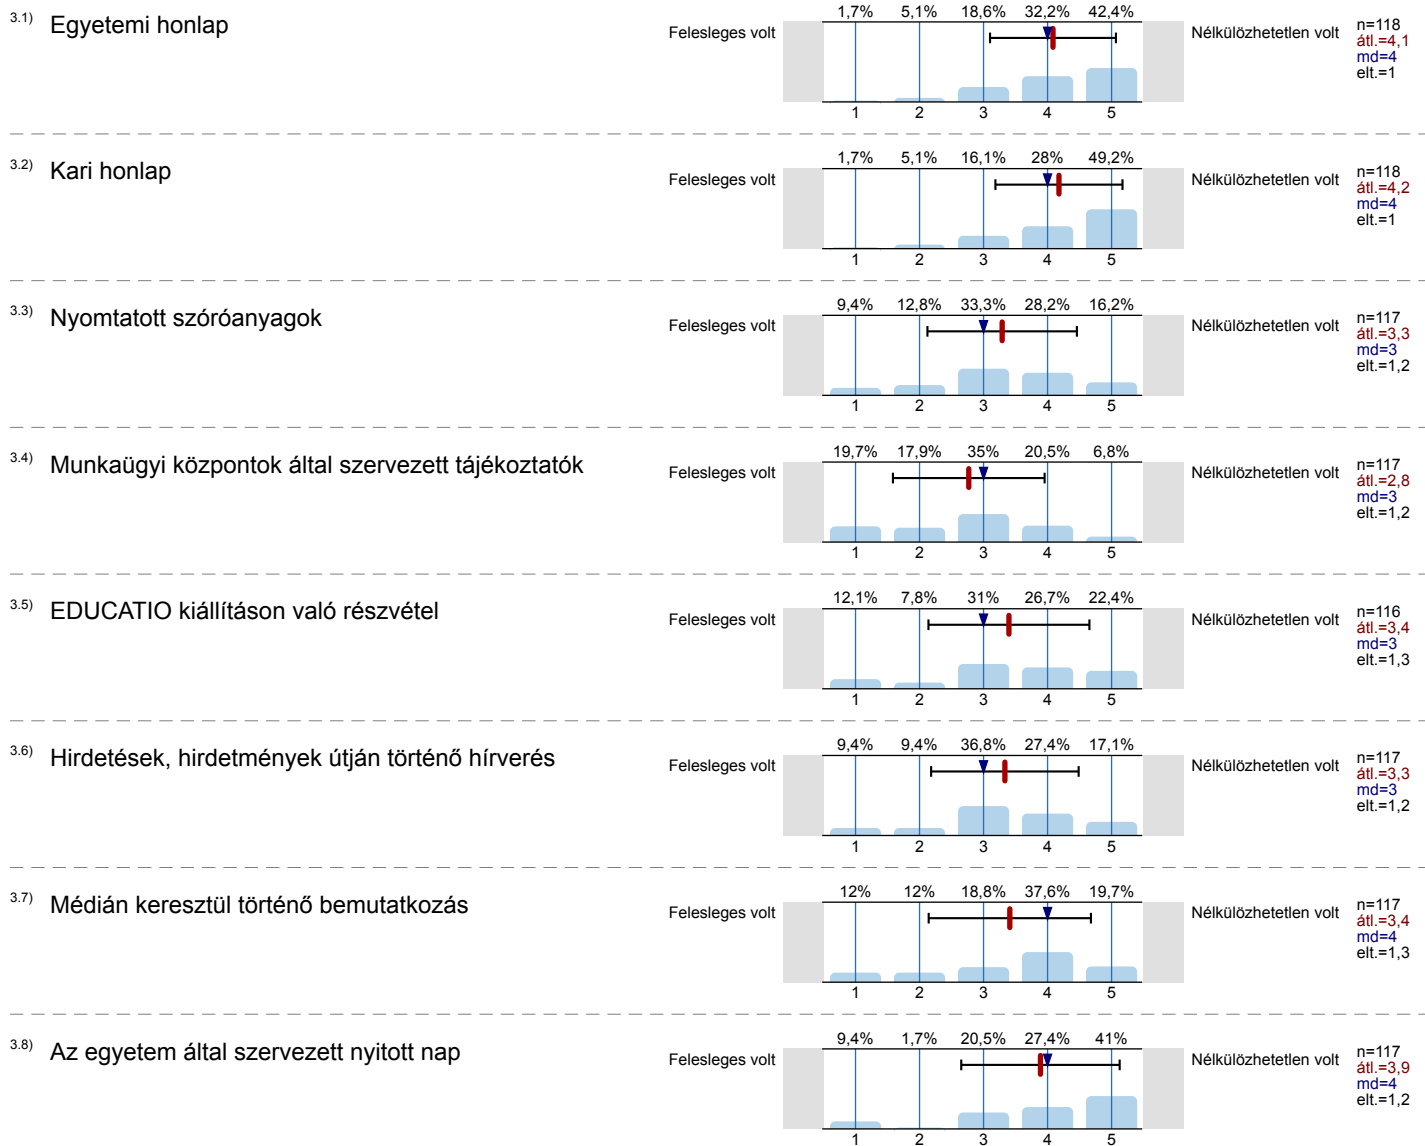 3.1) Egyetemi honlap
Felesleges volt
1,7% 5,1% 18,6% 32,2% 42,4%
1 2 3 4 5
Nélkülözhetetlen volt
n=118
átl.=4,1
md=4
elt.=1
3.2) Kari honlap
Felesleges volt
1,7% 5,1% 16,1% 28% 49,2%
1 2 3 4 5
Nélkülözhetetlen volt
n=118
átl.=4,2
md=4
elt.=1
3.3) Nyomtatott szóróanyagok
Felesleges volt
9,4% 12,8% 33,3% 28,2% 16,2%
1 2 3 4 5
Nélkülözhetetlen volt
n=117
átl.=3,3
md=3
elt.=1,2
3.4) Munkaügyi központok által szervezett tájékoztatók
Felesleges volt
19,7% 17,9% 35% 20,5% 6,8%
1 2 3 4 5
Nélkülözhetetlen volt
n=117
átl.=2,8
md=3
elt.=1,2
3.5) EDUCATIO kiállításon való részvétel
Felesleges volt
12,1% 7,8% 31% 26,7% 22,4%
1 2 3 4 5
Nélkülözhetetlen volt
n=116
átl.=3,4
md=3
elt.=1,3
3.6) Hirdetések, hirdetmények útján történő hírverés
Felesleges volt
9,4% 9,4% 36,8% 27,4% 17,1%
1 2 3 4 5
Nélkülözhetetlen volt
n=117
átl.=3,3
md=3
elt.=1,2
3.7) Médián keresztül történő bemutatkozás
Felesleges volt
12% 12% 18,8% 37,6% 19,7%
1 2 3 4 5
Nélkülözhetetlen volt
n=117
átl.=3,4
md=4
elt.=1,3
3.8) Az egyetem által szervezett nyitott nap
Felesleges volt
9,4% 1,7% 20,5% 27,4% 41%
1 2 3 4 5
Nélkülözhetetlen volt
n=117
átl.=3,9
md=4
elt.=1,2